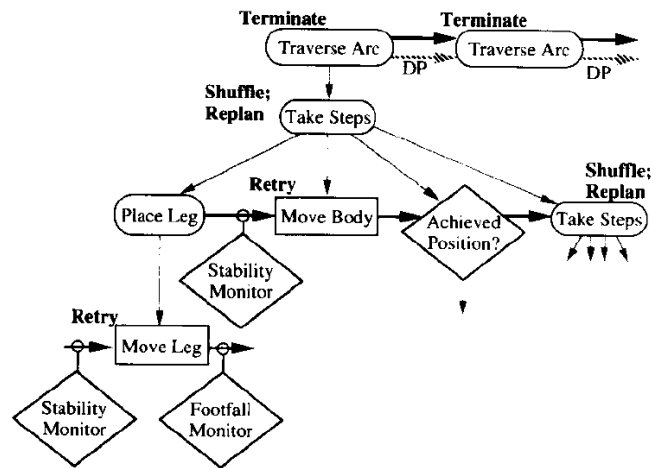 Terminate
Terminate
Traverse Arc
Traverse Arc
DP
DP
Shuffle;
Replan
Take Steps
Shuffle;
Replan
Retry
Place Leg
Move Body
Achieved
Position?
Take Steps
Stability
Monitor
Retry
Move Leg
Stability
Monitor
Footfall
Monitor